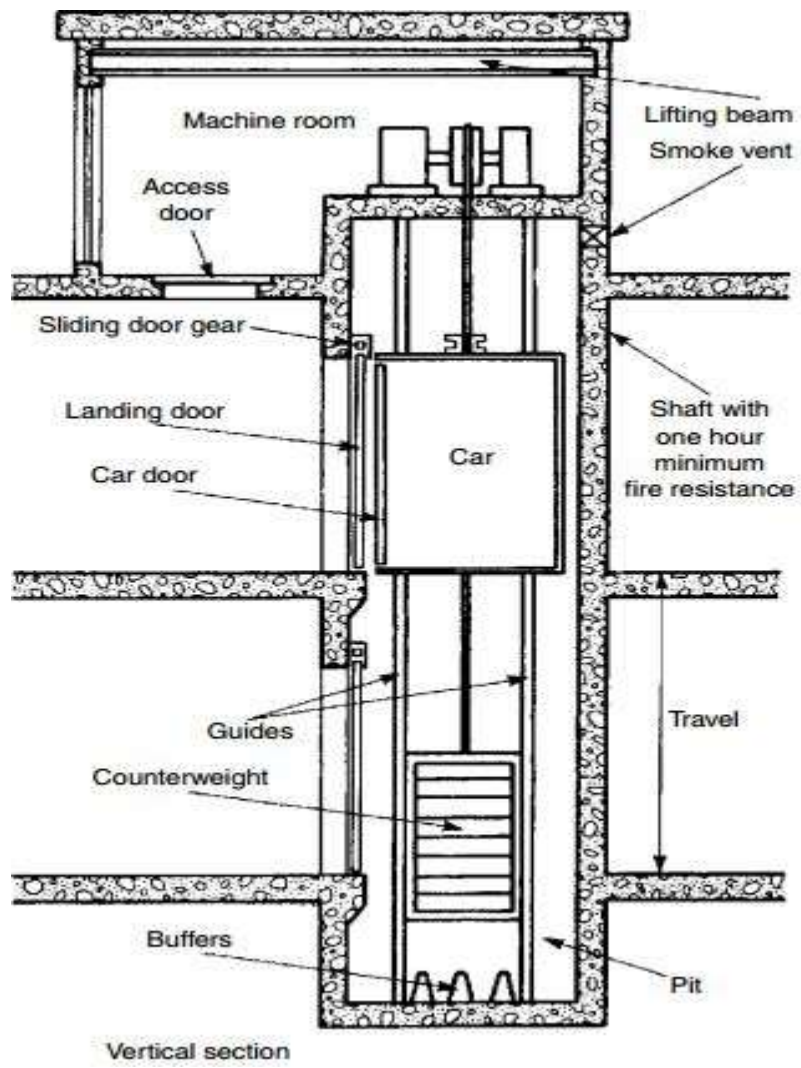 Machine room
Lifting beam
Smoke vent
Access
door
Sliding door gear
Landing door
Car door
Car
Shaft with
one hour
minimum
fire resistance
Guides
Travel
Counterweight
Buffers
Pit
Vertical section